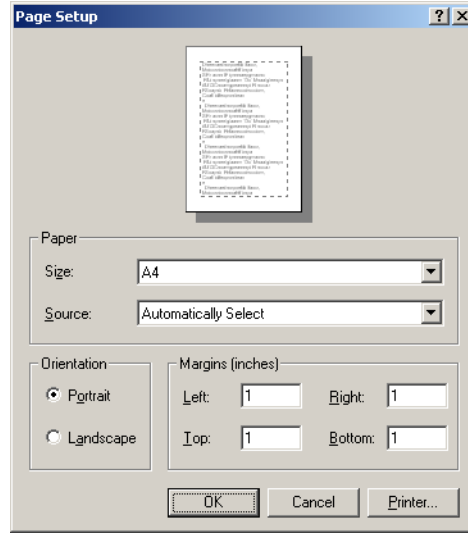 Page Setup
Paper
Size: A4
Source: Automatically Select
Orientation
Portrait
Landscape
Margins (inches)
Left: 1 Right: 1
Top: 1 Bottom: 1
OK Cancel Printer...